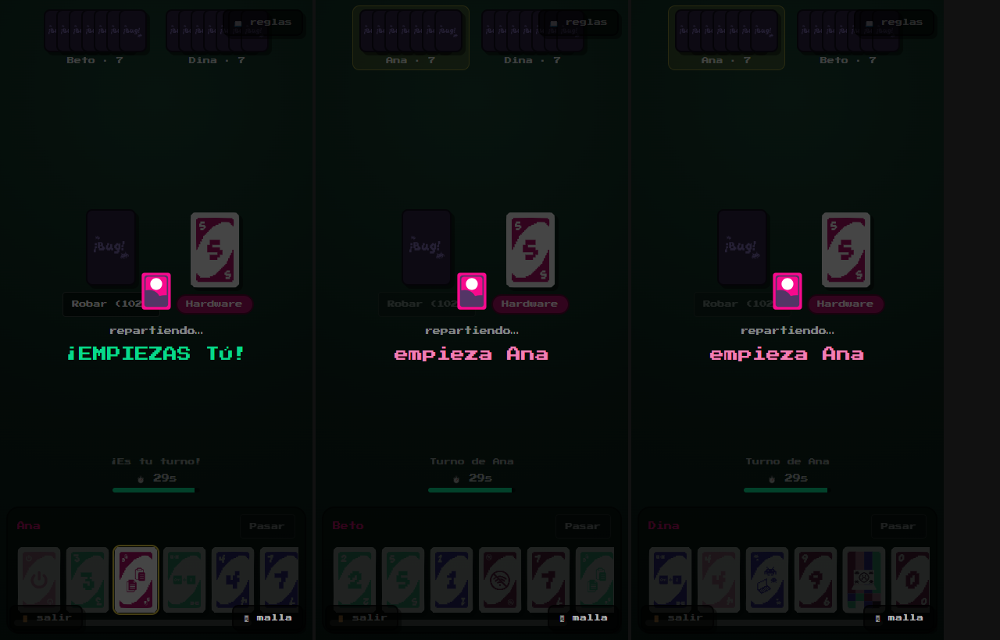 reglas
Beto · 7
Dina · 7
¡Bug!
5
Robar (102
Hardware
repartiendo…
¡EMPIEZAS Tú!
¡Es tu turno!
29s
Ana
Pasar
3
4
7
salir
malla
reglas
Ana · 7
Dina · 7
¡Bug!
5
Robar (102
Hardware
repartiendo…
empieza Ana
Turno de Ana
29s
Beto
Pasar
2
5
1
7
salir
malla
reglas
Ana · 7
Beto · 7
¡Bug!
5
Robar (102
Hardware
repartiendo…
empieza Ana
Turno de Ana
29s
Dina
Pasar
4
9
0
salir
malla